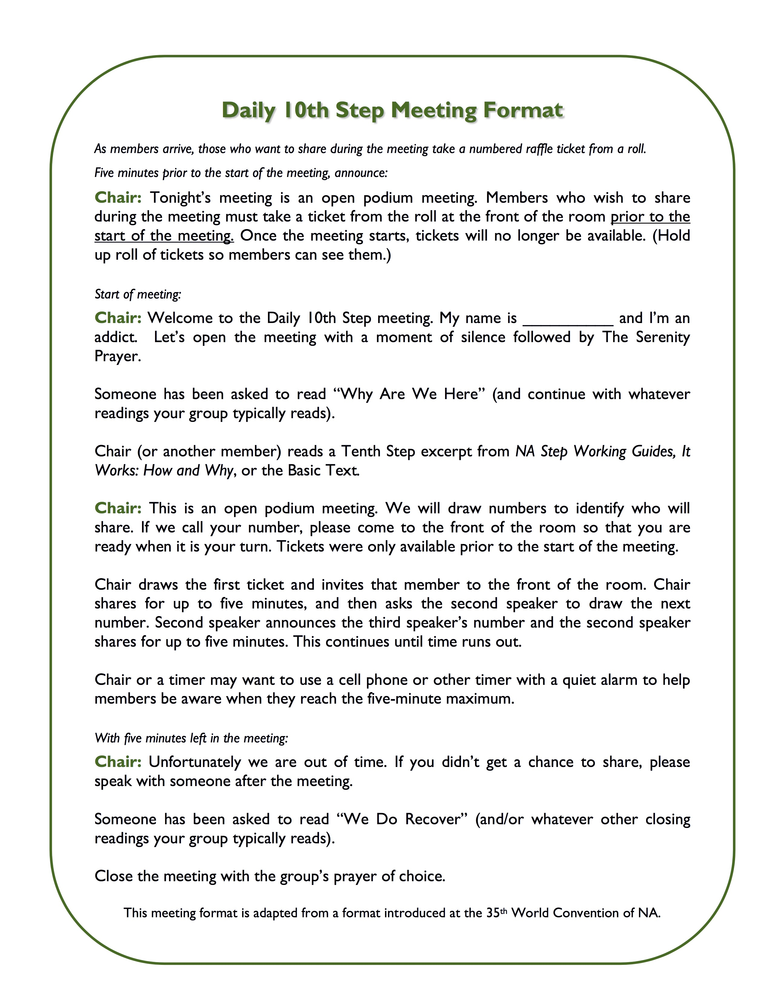 Daily 10th Step Meeting Format
As members arrive, those who want to share during the meeting take a numbered raffle ticket from a roll.
Five minutes prior to the start of the meeting, announce:
Chair: Tonight’s meeting is an open podium meeting. Members who wish to share
during the meeting must take a ticket from the roll at the front of the room prior to the
start of the meeting. Once the meeting starts, tickets will no longer be available. (Hold
up roll of tickets so members can see them.)
Start of meeting:
Chair: Welcome to the Daily 10th Step meeting. My name is ___________ and I’m an
addict.  Let’s open the meeting with a moment of silence followed by The Serenity
Prayer.
Someone has been asked to read “Why Are We Here” (and continue with whatever
readings your group typically reads).
Chair (or another member) reads a Tenth Step excerpt from NA Step Working Guides, It
Works: How and Why, or the Basic Text.
Chair: This is an open podium meeting. We will draw numbers to identify who will
share. If we call your number, please come to the front of the room so that you are
ready when it is your turn. Tickets were only available prior to the start of the meeting.
Chair draws the first ticket and invites that member to the front of the room. Chair
shares for up to five minutes, and then asks the second speaker to draw the next
number. Second speaker announces the third speaker’s number and the second speaker
shares for up to five minutes. This continues until time runs out.
Chair or a timer may want to use a cell phone or other timer with a quiet alarm to help
members be aware when they reach the five-minute maximum.
With five minutes left in the meeting:
Chair: Unfortunately we are out of time. If you didn’t get a chance to share, please
speak with someone after the meeting.
Someone has been asked to read “We Do Recover” (and/or whatever other closing
readings your group typically reads).
Close the meeting with the group’s prayer of choice.
This meeting format is adapted from a format introduced at the 35th World Convention of NA.